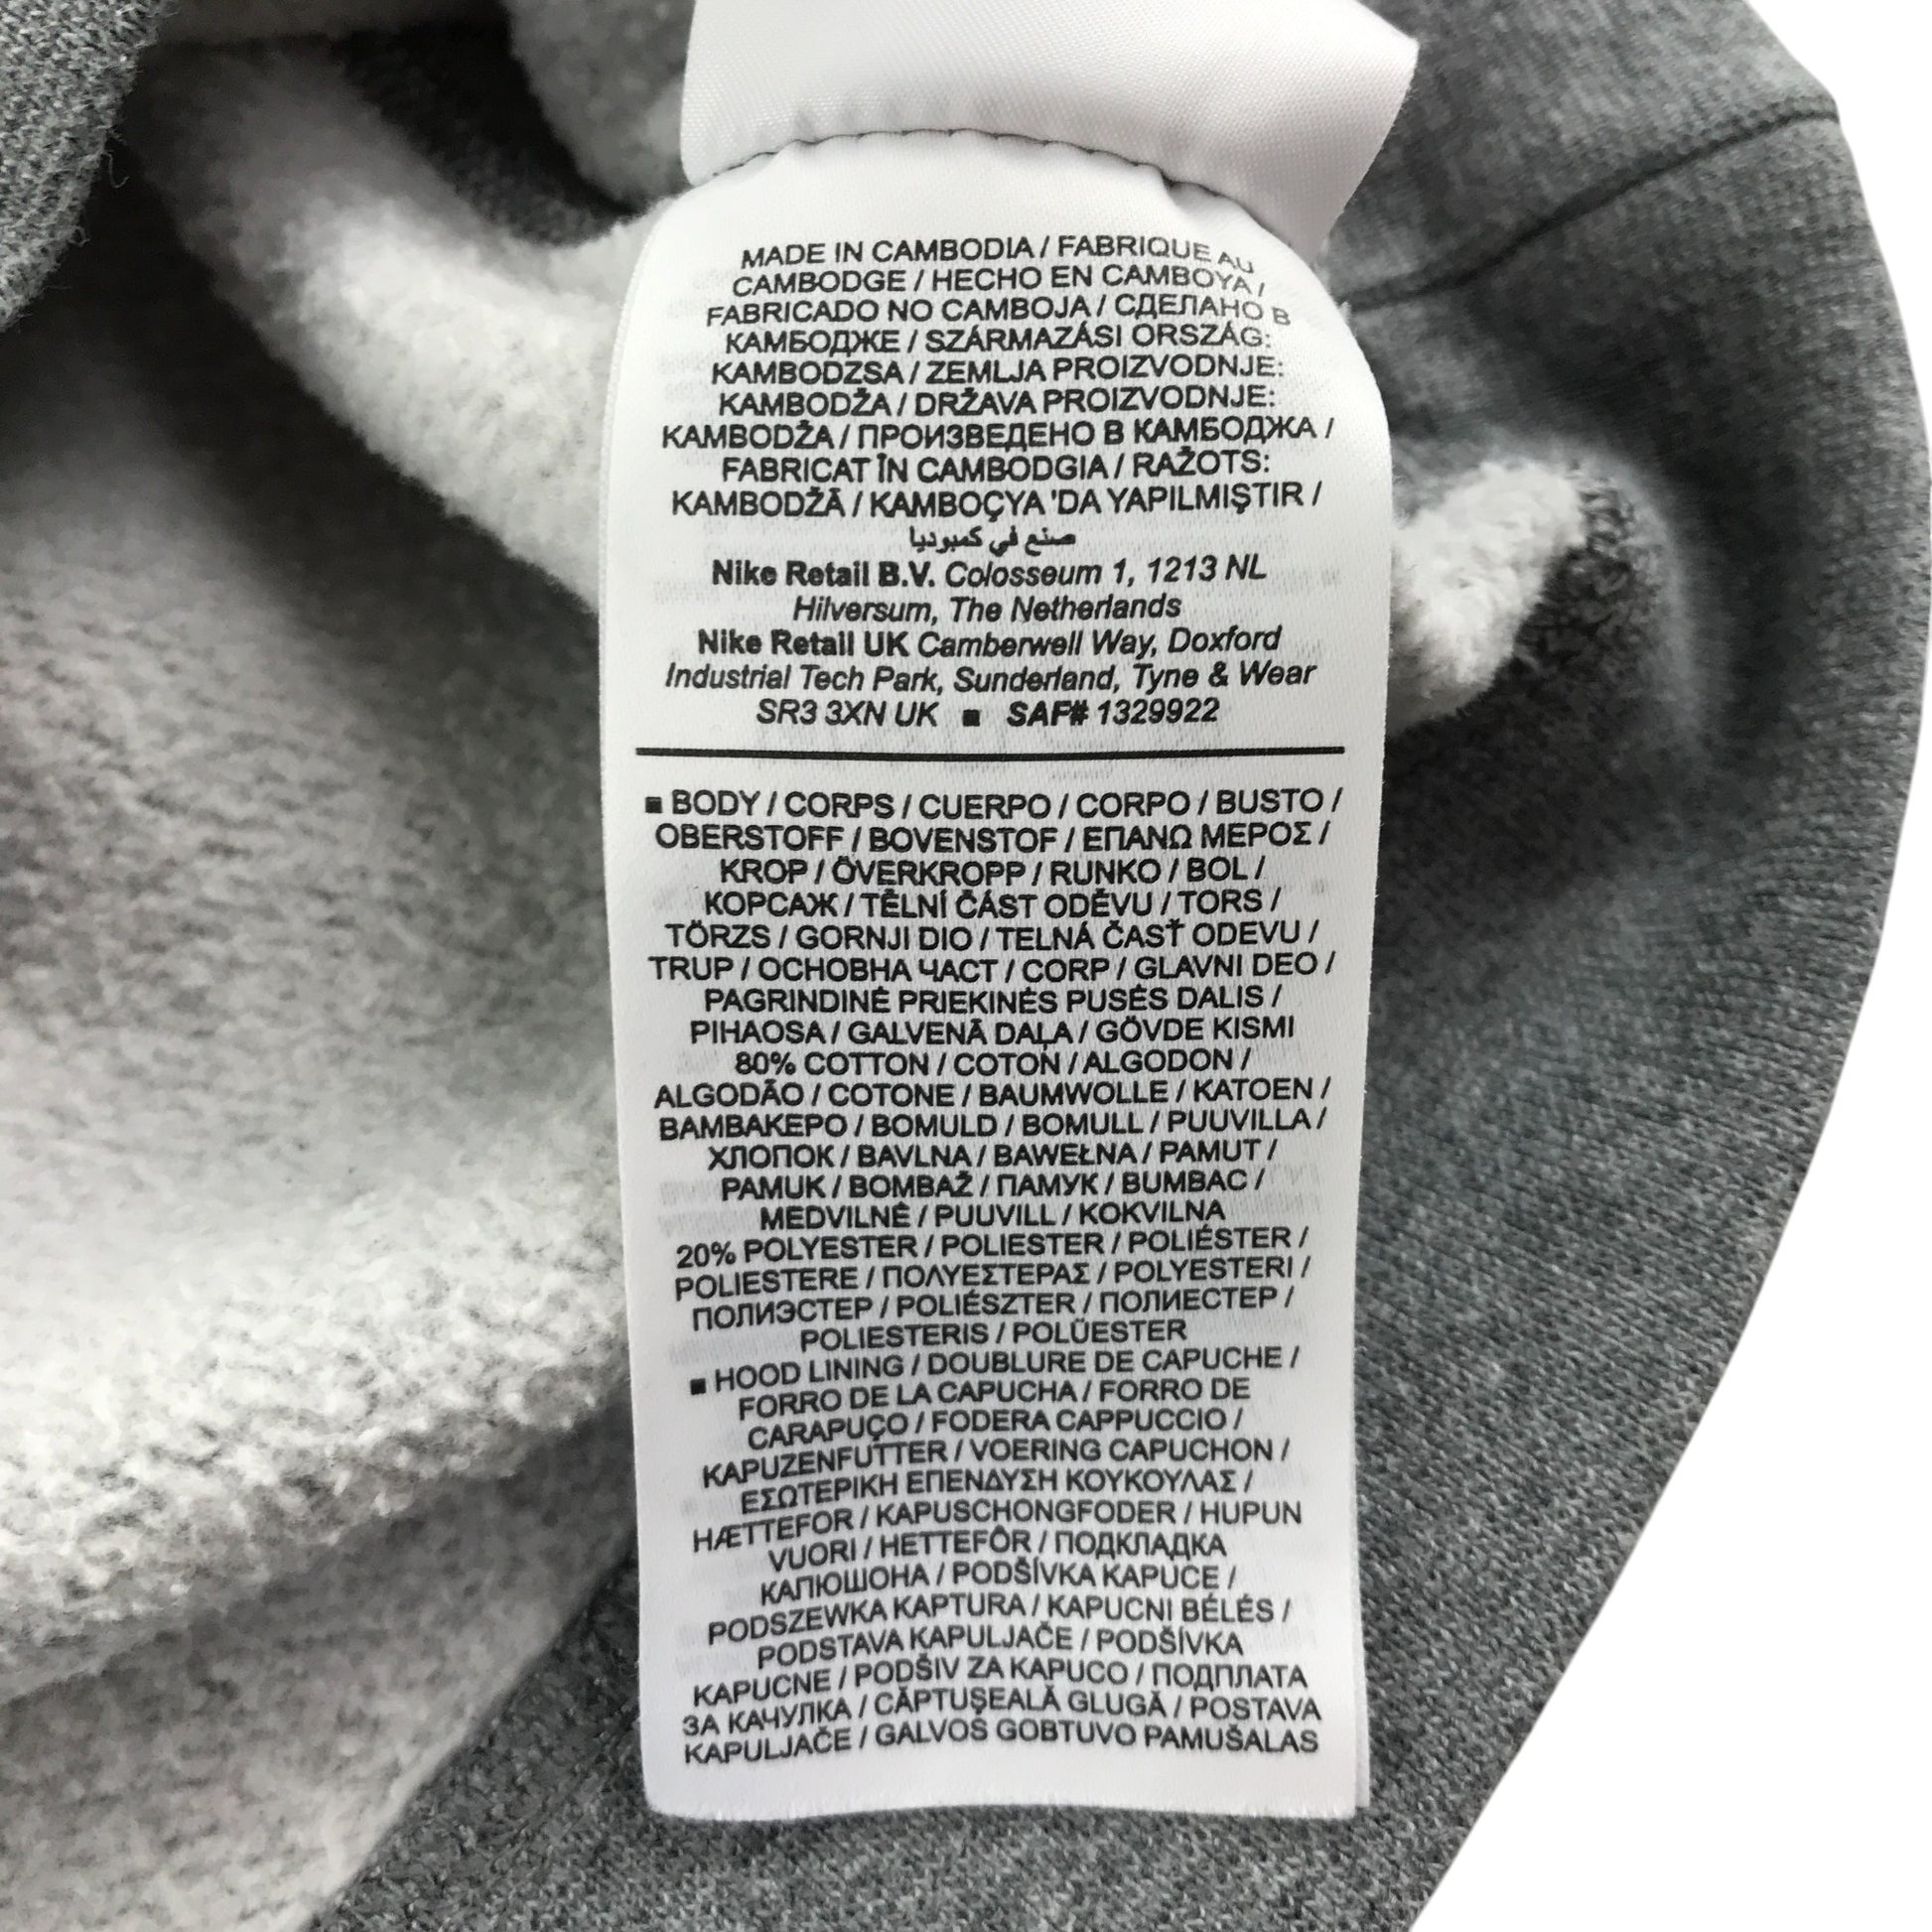 MADE IN CAMBODIA / FABRIQUE AU
CAMBODGE / HECHO EN CAMBOYA /
FABRICADO NO CAMBOJA / СДЕЛАНО В
КАМБОДЖЕ / SZÁRMAZÁSI ORSZÁG:
KAMBODZSA / ZEMLJA PROIZVODNJE:
KAMBODŽA / DRŽAVA PROIZVODNJE:
KAMBODŽA / ПРОИЗВЕДЕНО В КАМБОДЖА /
FABRICAT ÎN CAMBODGIA / RAŽOTS:
KAMBODŽĀ / KAMBOÇYA 'DA YAPILMIŞTIR /
صنع في كمبوديا
Nike Retail B.V. Colosseum 1, 1213 NL
Hilversum, The Netherlands
Nike Retail UK Camberwell Way, Doxford
Industrial Tech Park, Sunderland, Tyne & Wear
SR3 3XN UK ■ SAF# 1329922
■ BODY / CORPS / CUERPO / CORPO / BUSTO /
OBERSTOFF / BOVENSTOF / ΕΠΑΝΩ ΜΕΡΟΣ /
KROP / ÖVERKROPP / RUNKO / BOL /
КОРСАЖ / TĚLNÍ ČÁST ODĚVU / TORS /
TÖRZS / GORNJI DIO / TELNÁ ČASŤ ODEVU /
TRUP / ОСНОВНА ЧАСТ / CORP / GLAVNI DEO /
PAGRINDINĖ PRIEKINĖS PUSĖS DALIS /
PIHAOSA / GALVENĀ DAĻA / GÖVDE KISMI
80% COTTON / COTON / ALGODON /
ALGODÃO / COTONE / BAUMWOLLE / KATOEN /
ΒΑΜΒΑΚΕΡΟ / BOMULD / BOMULL / PUUVILLA /
ХЛОПОК / BAVLNA / BAWEŁNA / PAMUT /
PAMUK / BOMBAŽ / ПАМУК / BUMBAC /
MEDVILNĖ / PUUVILL / KOKVILNA
20% POLYESTER / POLIESTER / POLIÉSTER /
POLIESTERE / ΠΟΛΥΕΣΤΕΡΑΣ / POLYESTERI /
ПОЛИЭСТЕР / POLIÉSZTER / ПОЛИЕСТЕР /
POLIESTERIS / POLÜESTER
■ HOOD LINING / DOUBLURE DE CAPUCHE /
FORRO DE LA CAPUCHA / FORRO DE
CARAPUÇO / FODERA CAPPUCCIO /
KAPUZENFUTTER / VOERING CAPUCHON /
ΕΣΩΤΕΡΙΚΗ ΕΠΕΝΔΥΣΗ ΚΟΥΚΟΥΛΑΣ /
HÆTTEFOR / KAPUSCHONGFODER / HUPUN
VUORI / HETTEFÔR / ПОДКЛАДКА
КАПЮШОНА / PODŠÍVKA KAPUCE /
PODSZEWKA KAPTURA / KAPUCNI BÉLÉS /
PODSTAVA KAPULJAČE / PODŠÍVKA
KAPUCNE / PODŠIV ZA KAPUCO / ПОДПЛАТА
ЗА КАЧУЛКА / CĂPTUŞEALĂ GLUGĂ / POSTAVA
KAPULJAČE / GALVOS GOBTUVO PAMUŠALAS